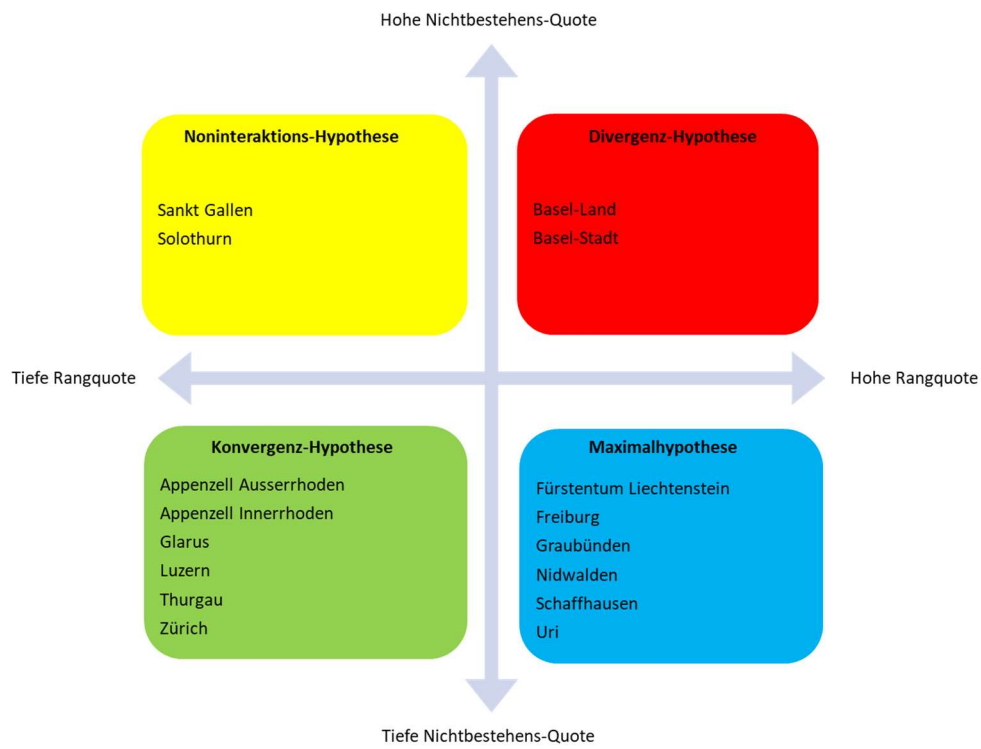 Hohe Nichtbestehens-Quote
Noninteraktions-Hypothese
Sankt Gallen
Solothurn
Divergenz-Hypothese
Basel-Land
Basel-Stadt
Tiefe Rangquote
Hohe Rangquote
Konvergenz-Hypothese
Appenzell Ausserrhoden
Appenzell Innerrhoden
Glarus
Luzern
Thurgau
Zürich
Maximalhypothese
Fürstentum Liechtenstein
Freiburg
Graubünden
Nidwalden
Schaffhausen
Uri
Tiefe Nichtbestehens-Quote